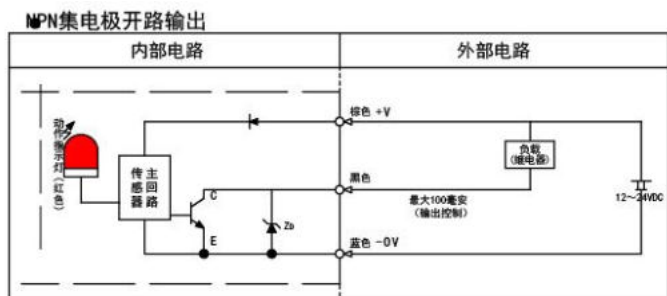 NPN集电极开路输出
内部电路
外部电路
棕色 +V
动作指示灯(红色)
负载
(继电器)
传感器
主回路
C
黑色
12～24VDC
最大100毫安
(输出控制)
ZD
E
蓝色 -0V